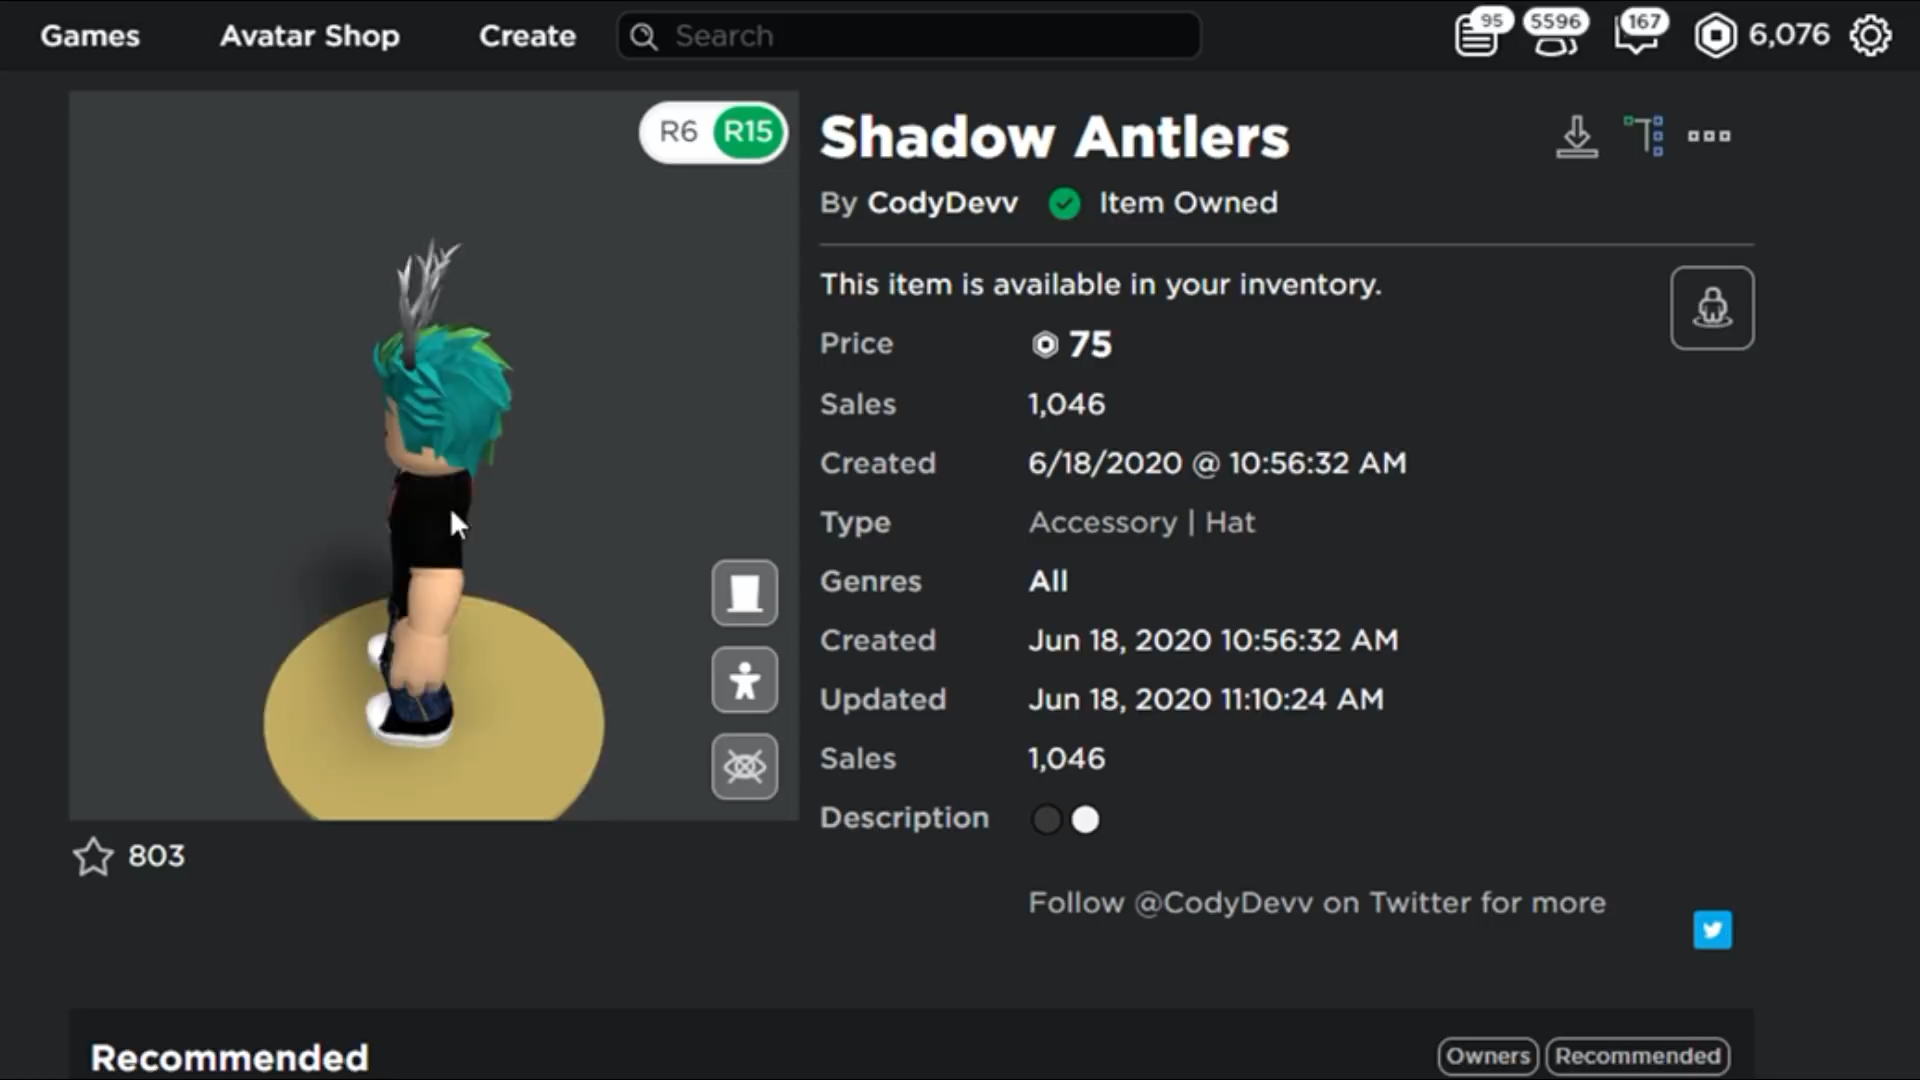 Games Avatar Shop Create Search 95 5596 167 6,076
R6 R15
Shadow Antlers
By CodyDevv Item Owned
This item is available in your inventory.
Price 75
Sales 1,046
Created 6/18/2020 @ 10:56:32 AM
Type Accessory | Hat
Genres All
Created Jun 18, 2020 10:56:32 AM
Updated Jun 18, 2020 11:10:24 AM
Sales 1,046
Description
803
Follow @CodyDevv on Twitter for more
Recommended Owners Recommended